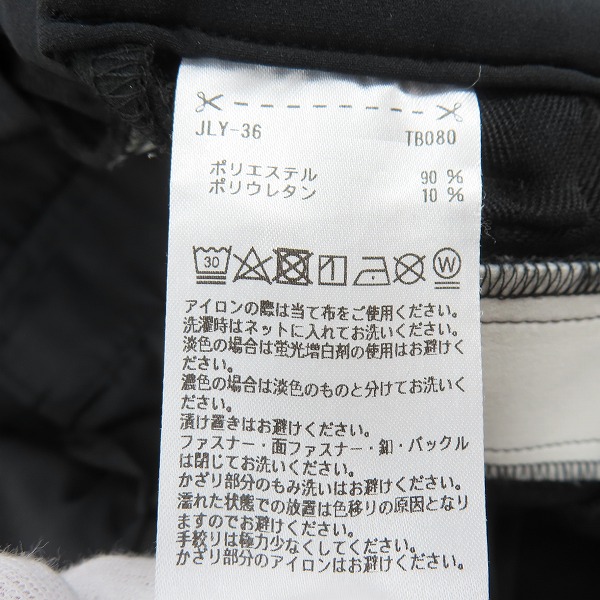 JLY-36 TB080
ポリエステル 90 %
ポリウレタン 10 %
30 W
アイロンの際は当て布をご使用ください。
洗濯時はネットに入れてお洗いください。
淡色の場合は蛍光増白剤の使用はお避けく
ださい。
濃色の場合は淡色のものと分けてお洗いく
ださい。
漬け置きはお避けください。
ファスナー・面ファスナー・釦・バックル
は閉じてお洗いください。
かざり部分のもみ洗いはお避けください。
濡れた状態での放置は色移りの原因となり
ますのでお避けください。
手絞りは極力少なくしてください。
かざり部分のアイロンはお避けください。